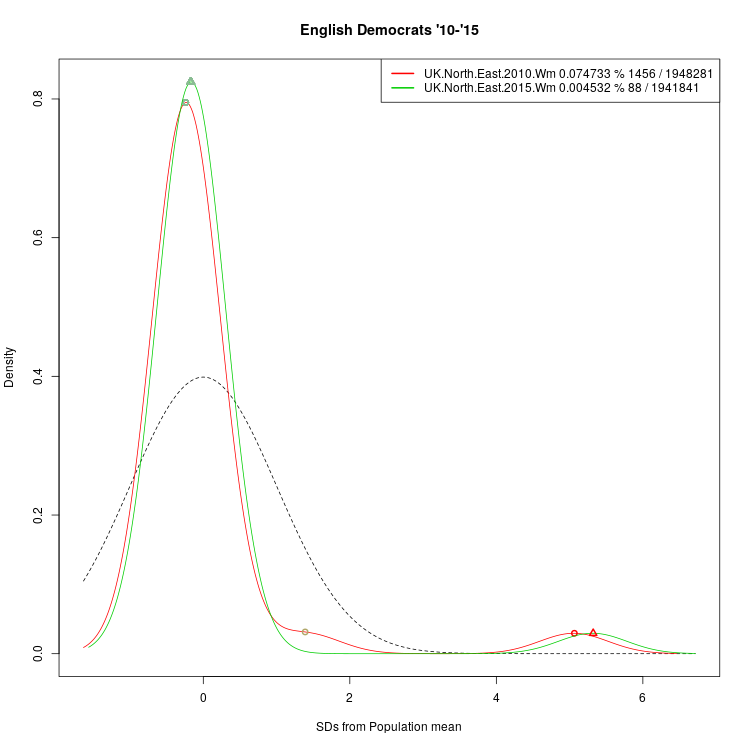 English Democrats '10-'15
UK.North.East.2010.Wm 0.074733 % 1456 / 1948281
UK.North.East.2015.Wm 0.004532 % 88 / 1941841
Density
0.8
0.6
0.4
0.2
0.0
0 2 4 6
SDs from Population mean